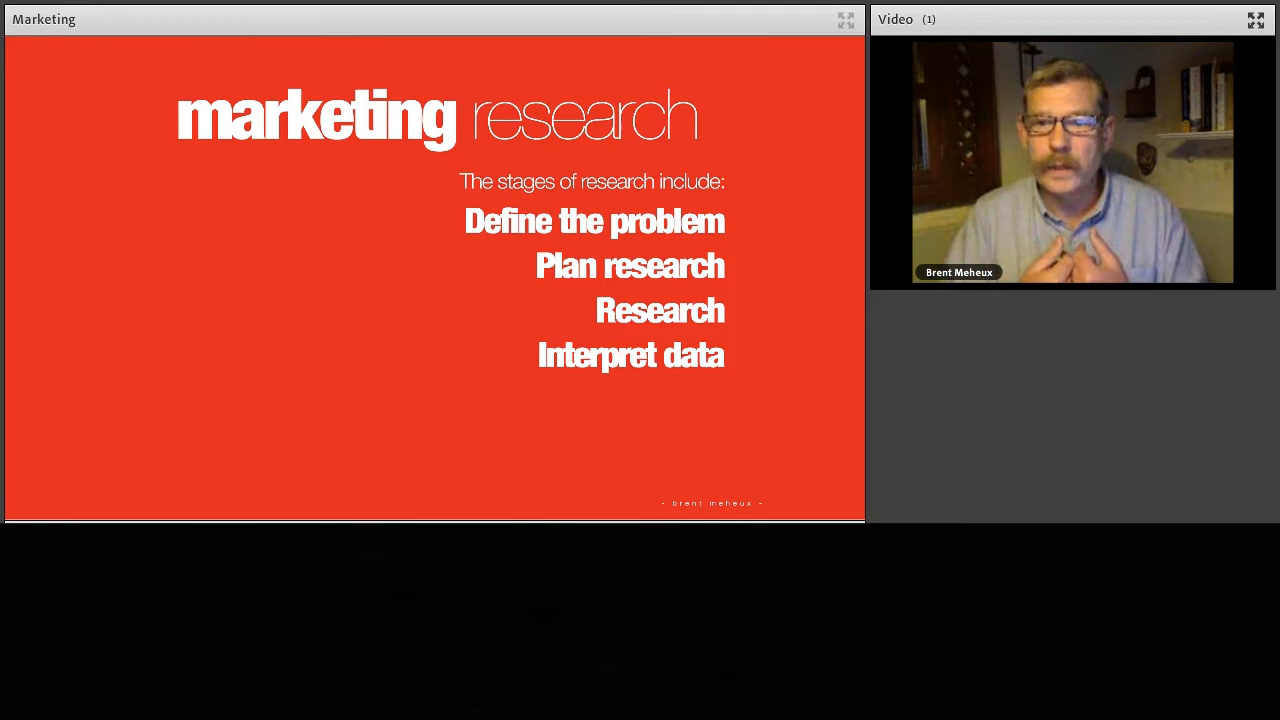 Marketing
marketing research
The stages of research include:
Define the problem
Plan research
Research
Interpret data
- brent meheux -
Video (1)
Brent Meheux